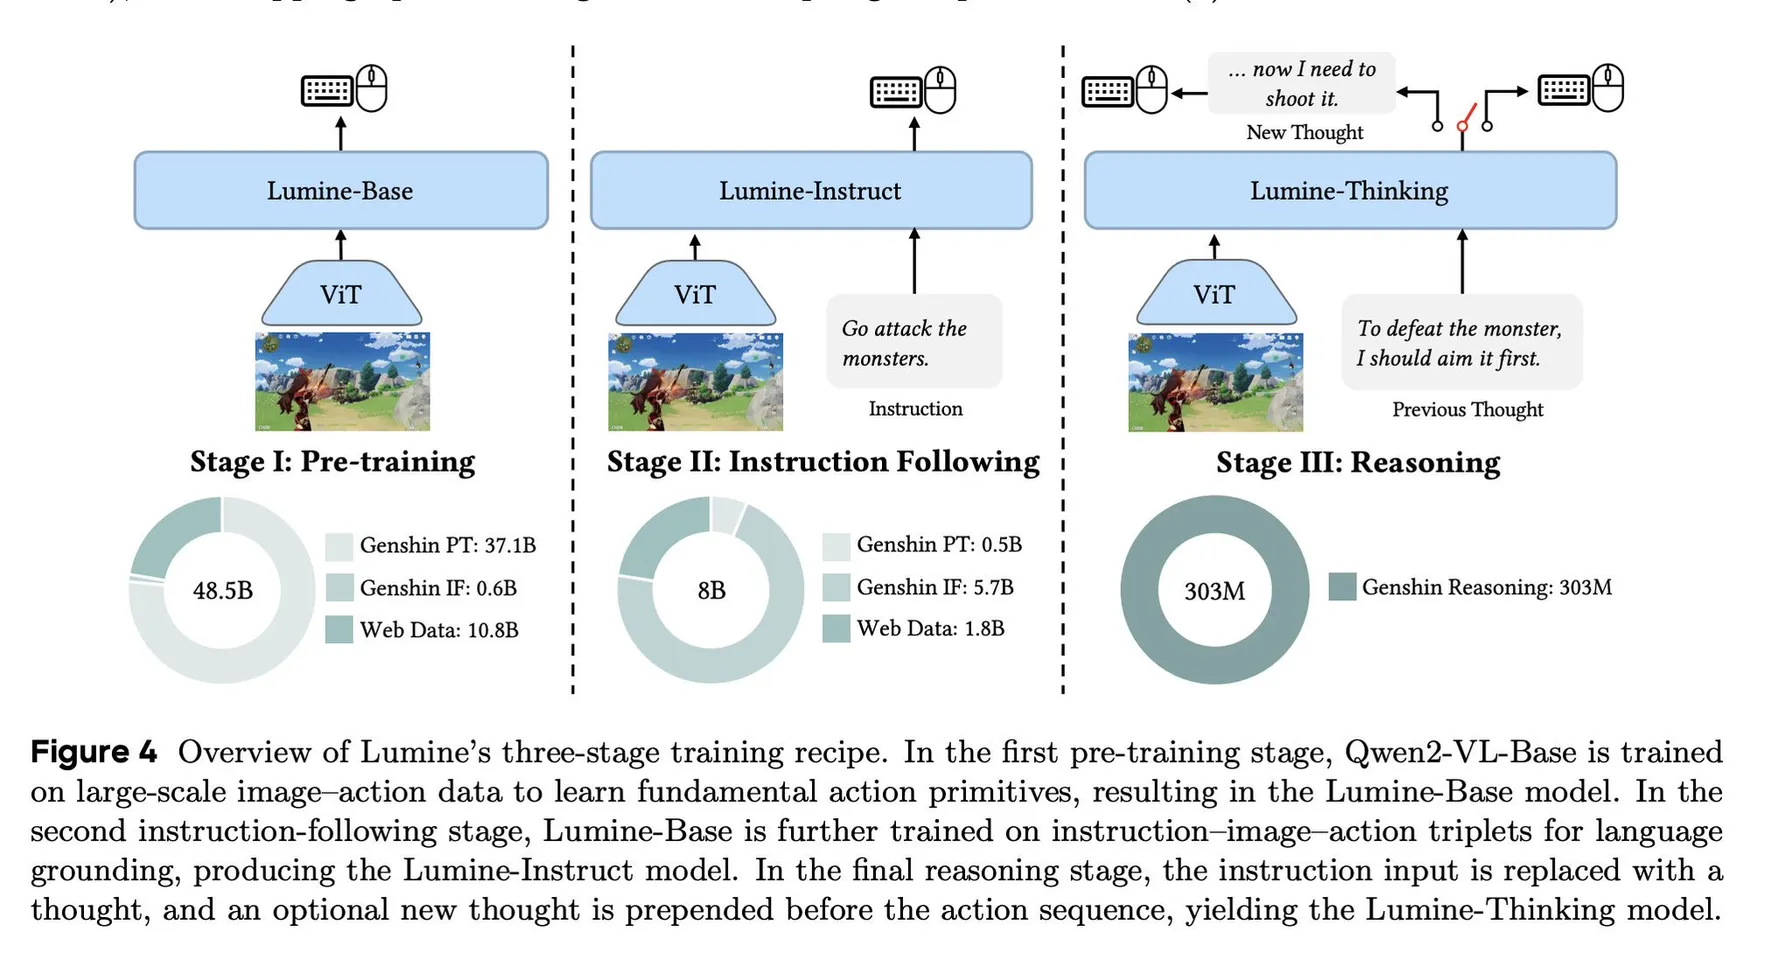 ... now I need to
shoot it.
New Thought
Lumine-Base
Lumine-Instruct
Lumine-Thinking
ViT
ViT
ViT
Go attack the
monsters.
Instruction
To defeat the monster,
I should aim it first.
Previous Thought
Stage I: Pre-training
Stage II: Instruction Following
Stage III: Reasoning
48.5B
Genshin PT: 37.1B
Genshin IF: 0.6B
Web Data: 10.8B
8B
Genshin PT: 0.5B
Genshin IF: 5.7B
Web Data: 1.8B
303M
Genshin Reasoning: 303M
Figure 4 Overview of Lumine's three-stage training recipe. In the first pre-training stage, Qwen2-VL-Base is trained
on large-scale image–action data to learn fundamental action primitives, resulting in the Lumine-Base model. In the
second instruction-following stage, Lumine-Base is further trained on instruction–image–action triplets for language
grounding, producing the Lumine-Instruct model. In the final reasoning stage, the instruction input is replaced with a
thought, and an optional new thought is prepended before the action sequence, yielding the Lumine-Thinking model.